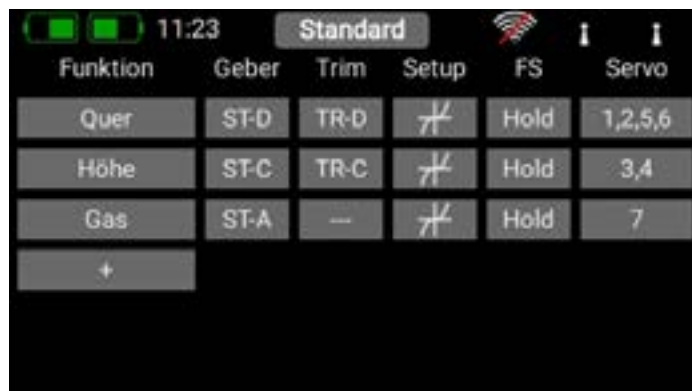 11:23 Standard
Funktion Geber Trim Setup FS Servo
Quer ST-D TR-D Hold 1,2,5,6
Höhe ST-C TR-C Hold 3,4
Gas ST-A --- Hold 7
+